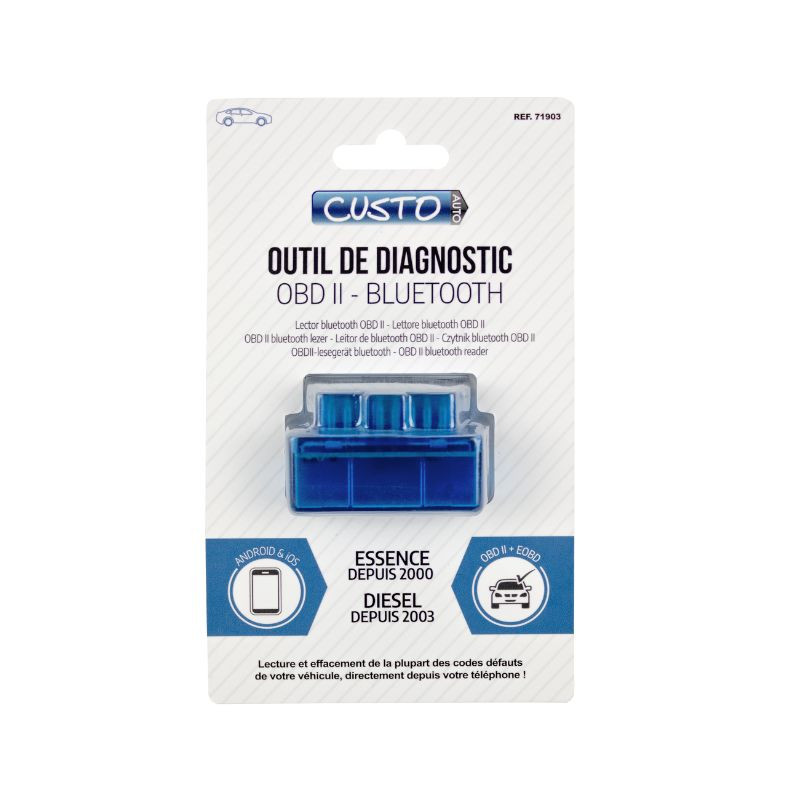 REF. 71903
CUSTO AUTO
OUTIL DE DIAGNOSTIC
OBD II - BLUETOOTH
Lector bluetooth OBD II - Lettore bluetooth OBD II
OBD II bluetooth lezer - Leitor de bluetooth OBD II - Czytnik bluetooth OBD II
OBDII-lesegerät bluetooth - OBD II bluetooth reader
ANDROID & iOS
ESSENCE
DEPUIS 2000
DIESEL
DEPUIS 2003
OBD II + EOBD
Lecture et effacement de la plupart des codes défauts
de votre véhicule, directement depuis votre téléphone !